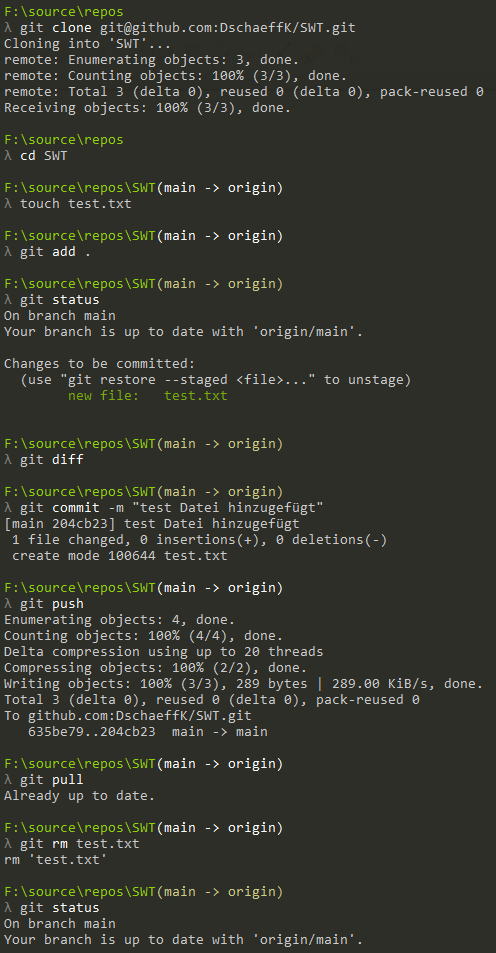 F:\source\repos
λ git clone git@github.com:DschaeffK/SWT.git
Cloning into 'SWT'...
remote: Enumerating objects: 3, done.
remote: Counting objects: 100% (3/3), done.
remote: Total 3 (delta 0), reused 0 (delta 0), pack-reused 0
Receiving objects: 100% (3/3), done.
F:\source\repos
λ cd SWT
F:\source\repos\SWT(main -> origin)
λ touch test.txt
F:\source\repos\SWT(main -> origin)
λ git add .
F:\source\repos\SWT(main -> origin)
λ git status
On branch main
Your branch is up to date with 'origin/main'.
Changes to be committed:
  (use "git restore --staged <file>..." to unstage)
        new file:   test.txt
F:\source\repos\SWT(main -> origin)
λ git diff
F:\source\repos\SWT(main -> origin)
λ git commit -m "test Datei hinzugefügt"
[main 204cb23] test Datei hinzugefügt
 1 file changed, 0 insertions(+), 0 deletions(-)
 create mode 100644 test.txt
F:\source\repos\SWT(main -> origin)
λ git push
Enumerating objects: 4, done.
Counting objects: 100% (4/4), done.
Delta compression using up to 20 threads
Compressing objects: 100% (2/2), done.
Writing objects: 100% (3/3), 289 bytes | 289.00 KiB/s, done.
Total 3 (delta 0), reused 0 (delta 0), pack-reused 0
To github.com:DschaeffK/SWT.git
   635be79..204cb23  main -> main
F:\source\repos\SWT(main -> origin)
λ git pull
Already up to date.
F:\source\repos\SWT(main -> origin)
λ git rm test.txt
rm 'test.txt'
F:\source\repos\SWT(main -> origin)
λ git status
On branch main
Your branch is up to date with 'origin/main'.